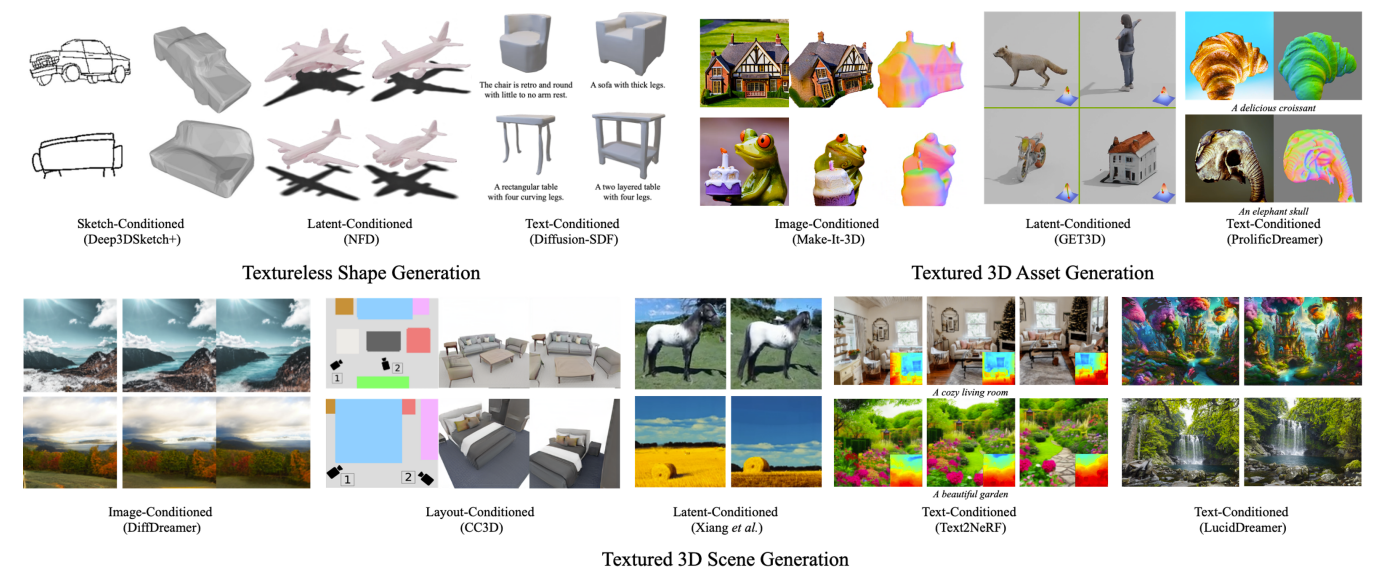 The chair is retro and round
with little to no arm rest.
A sofa with thick legs.
A rectangular table
with four curving legs.
A two layered table
with four legs.
A delicious croissant
An elephant skull
Sketch-Conditioned
(Deep3DSketch+)
Latent-Conditioned
(NFD)
Text-Conditioned
(Diffusion-SDF)
Image-Conditioned
(Make-It-3D)
Latent-Conditioned
(GET3D)
Text-Conditioned
(ProlificDreamer)
Textureless Shape Generation
Textured 3D Asset Generation
1
2
1
2
A cozy living room
A beautiful garden
Image-Conditioned
(DiffDreamer)
Layout-Conditioned
(CC3D)
Latent-Conditioned
(Xiang et al.)
Text-Conditioned
(Text2NeRF)
Text-Conditioned
(LucidDreamer)
Textured 3D Scene Generation